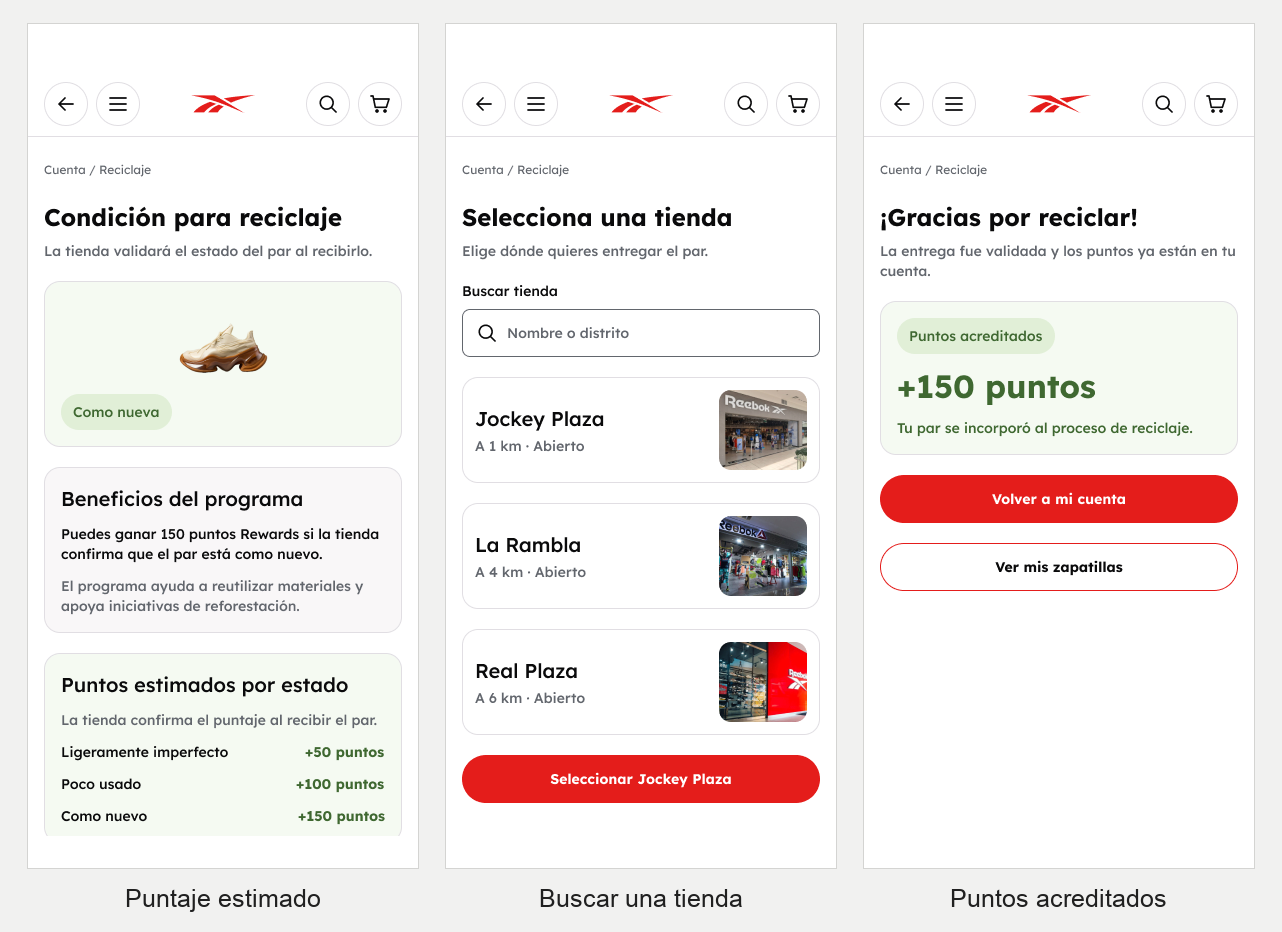 Cuenta / Reciclaje
Condición para reciclaje
La tienda validará el estado del par al recibirlo.
Como nueva
Beneficios del programa
Puedes ganar 150 puntos Rewards si la tienda
confirma que el par está como nuevo.
El programa ayuda a reutilizar materiales y
apoya iniciativas de reforestación.
Puntos estimados por estado
La tienda confirma el puntaje al recibir el par.
Ligeramente imperfecto +50 puntos
Poco usado +100 puntos
Como nuevo +150 puntos
Puntaje estimado
Cuenta / Reciclaje
Selecciona una tienda
Elige dónde quieres entregar el par.
Buscar tienda
Nombre o distrito
Jockey Plaza
A 1 km · Abierto
Reebok
La Rambla
A 4 km · Abierto
Reebok
Real Plaza
A 6 km · Abierto
Reebok
Seleccionar Jockey Plaza
Buscar una tienda
Cuenta / Reciclaje
¡Gracias por reciclar!
La entrega fue validada y los puntos ya están en tu
cuenta.
Puntos acreditados
+150 puntos
Tu par se incorporó al proceso de reciclaje.
Volver a mi cuenta
Ver mis zapatillas
Puntos acreditados